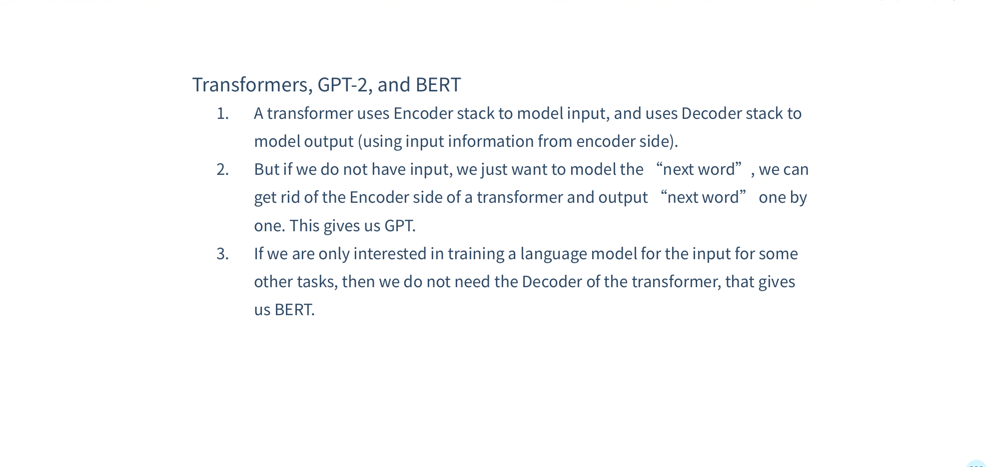 Transformers, GPT-2, and BERT
1. A transformer uses Encoder stack to model input, and uses Decoder stack to
model output (using input information from encoder side).
2. But if we do not have input, we just want to model the “next word”, we can
get rid of the Encoder side of a transformer and output “next word” one by
one. This gives us GPT.
3. If we are only interested in training a language model for the input for some
other tasks, then we do not need the Decoder of the transformer, that gives
us BERT.